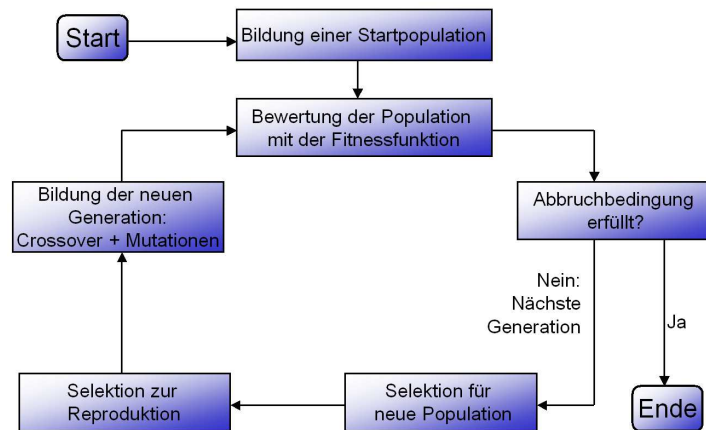 Start
Bildung einer Startpopulation
Bewertung der Population
mit der Fitnessfunktion
Bildung der neuen
Generation:
Crossover + Mutationen
Abbruchbedingung
erfüllt?
Nein:
Nächste
Generation
Ja
Selektion zur
Reproduktion
Selektion für
neue Population
Ende